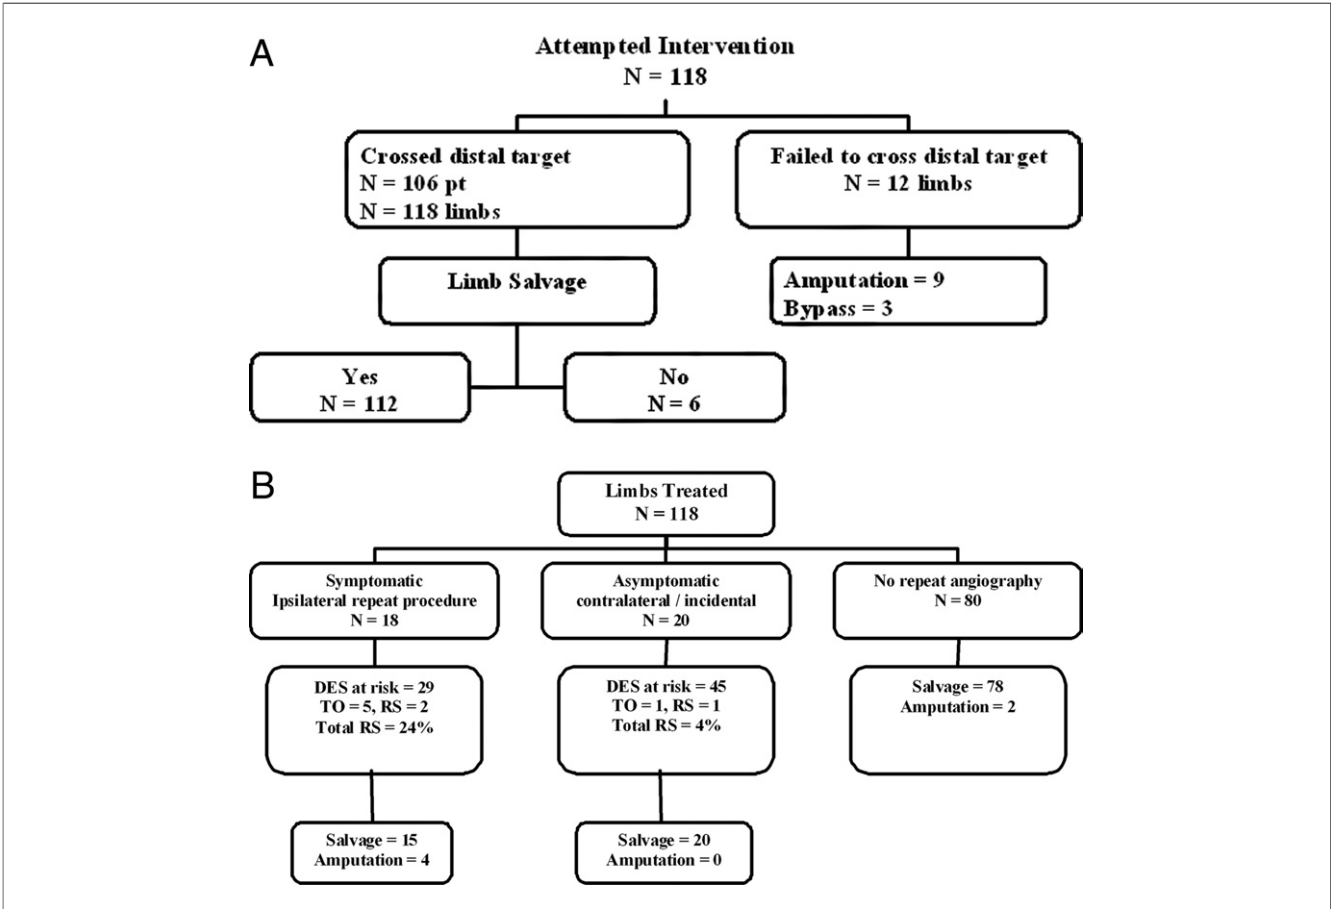 A
Attempted Intervention
N = 118
Crossed distal target
N = 106 pt
N = 118 limbs
Failed to cross distal target
N = 12 limbs
Limb Salvage
Amputation = 9
Bypass = 3
Yes
N = 112
No
N = 6
B
Limbs Treated
N = 118
Symptomatic
Ipsilateral repeat procedure
N = 18
Asymptomatic
contralateral / incidental
N = 20
No repeat angiography
N = 80
DES at risk = 29
TO = 5, RS = 2
Total RS = 24%
DES at risk = 45
TO = 1, RS = 1
Total RS = 4%
Salvage = 78
Amputation = 2
Salvage = 15
Amputation = 4
Salvage = 20
Amputation = 0